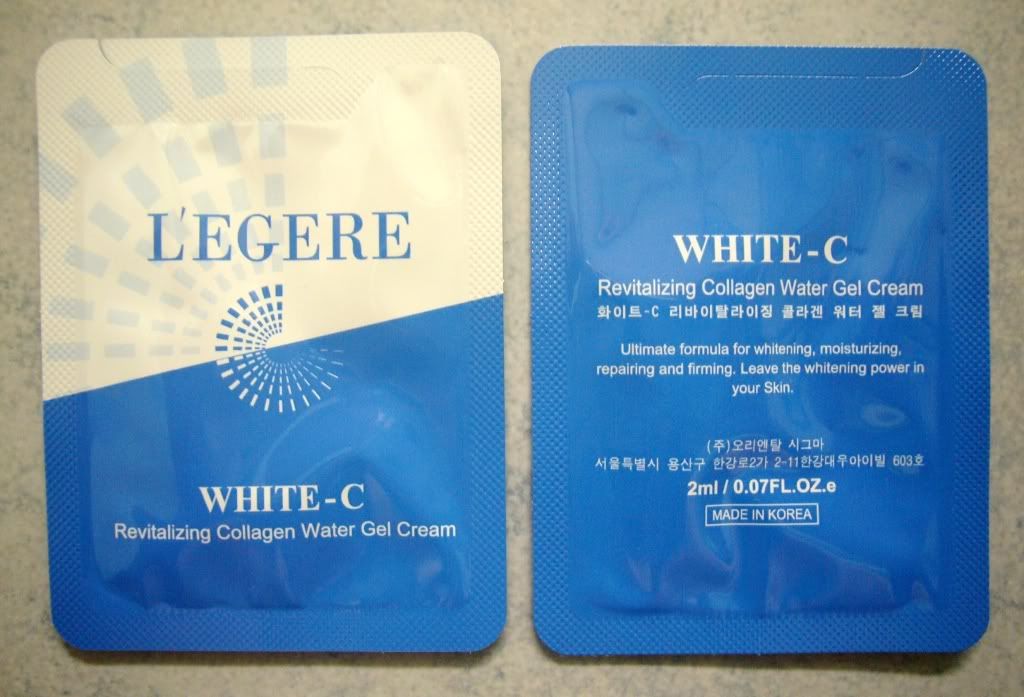 L'EGERE
WHITE-C
Revitalizing Collagen Water Gel Cream
WHITE-C
Revitalizing Collagen Water Gel Cream
화이트-C 리바이탈라이징 콜라겐 워터 젤 크림
Ultimate formula for whitening, moisturizing,
repairing and firming. Leave the whitening power in
your Skin.
(주)오리엔탈 시그마
서울특별시 용산구 한강로2가 2-11한강대우아이빌 603호
2ml / 0.07FL.OZ.e
MADE IN KOREA